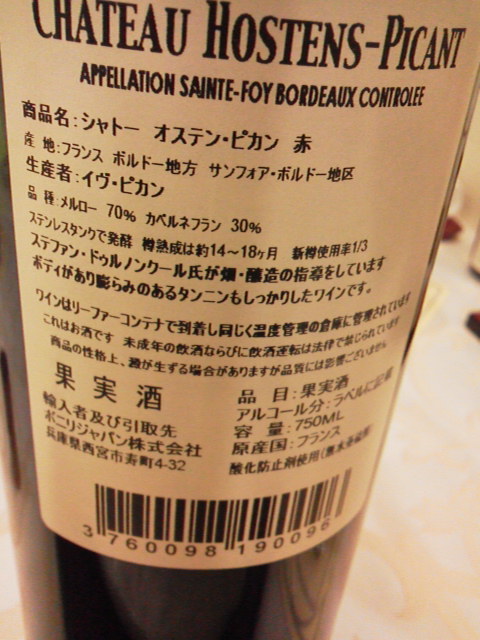 CHATEAU HOSTENS-PICANT
APPELLATION SAINTE-FOY BORDEAUX CONTROLEE
商品名：シャトー オステン・ピカン 赤
産 地：フランス ボルドー地方 サンフォア・ボルドー地区
生産者：イヴ・ピカン
品 種：メルロー 70% カベルネフラン 30%
ステンレスタンクで発酵 樽熟成は約14～18ヶ月 新樽使用率1/3
ステファン・ドゥルノンクール氏が畑・醸造の指導をしています
ボディがあり膨らみのあるタンニンもしっかりしたワインです。
ワインはリーファーコンテナで到着し同じく温度管理の倉庫に管理されています
これはお酒です 未成年の飲酒ならびに飲酒運転は法律で禁じられています
商品の性格上、澱が生ずる場合がありますが品質には影響ございません
果実酒
輸入者及び引取先
ボニリジャパン株式会社
兵庫県西宮市寿町4-32
品 目：果実酒
アルコール分：ラベルに記載
容 量：750ML
原産国：フランス
酸化防止剤使用(無水亜硫酸)
3 760098 190096